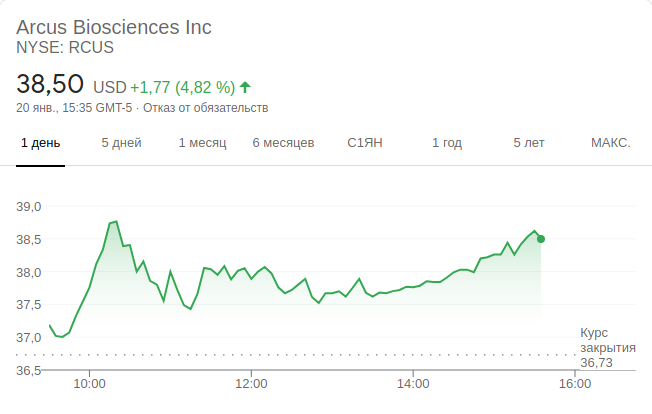 Arcus Biosciences Inc
NYSE: RCUS
38,50 USD +1,77 (4,82 %)
20 янв., 15:35 GMT-5 · Отказ от обязательств
1 день 5 дней 1 месяц 6 месяцев С1ЯН 1 год 5 лет МАКС.
39,0
38,5
38,0
37,5
37,0
36,5
Курс
закрытия
36,73
10:00 12:00 14:00 16:00